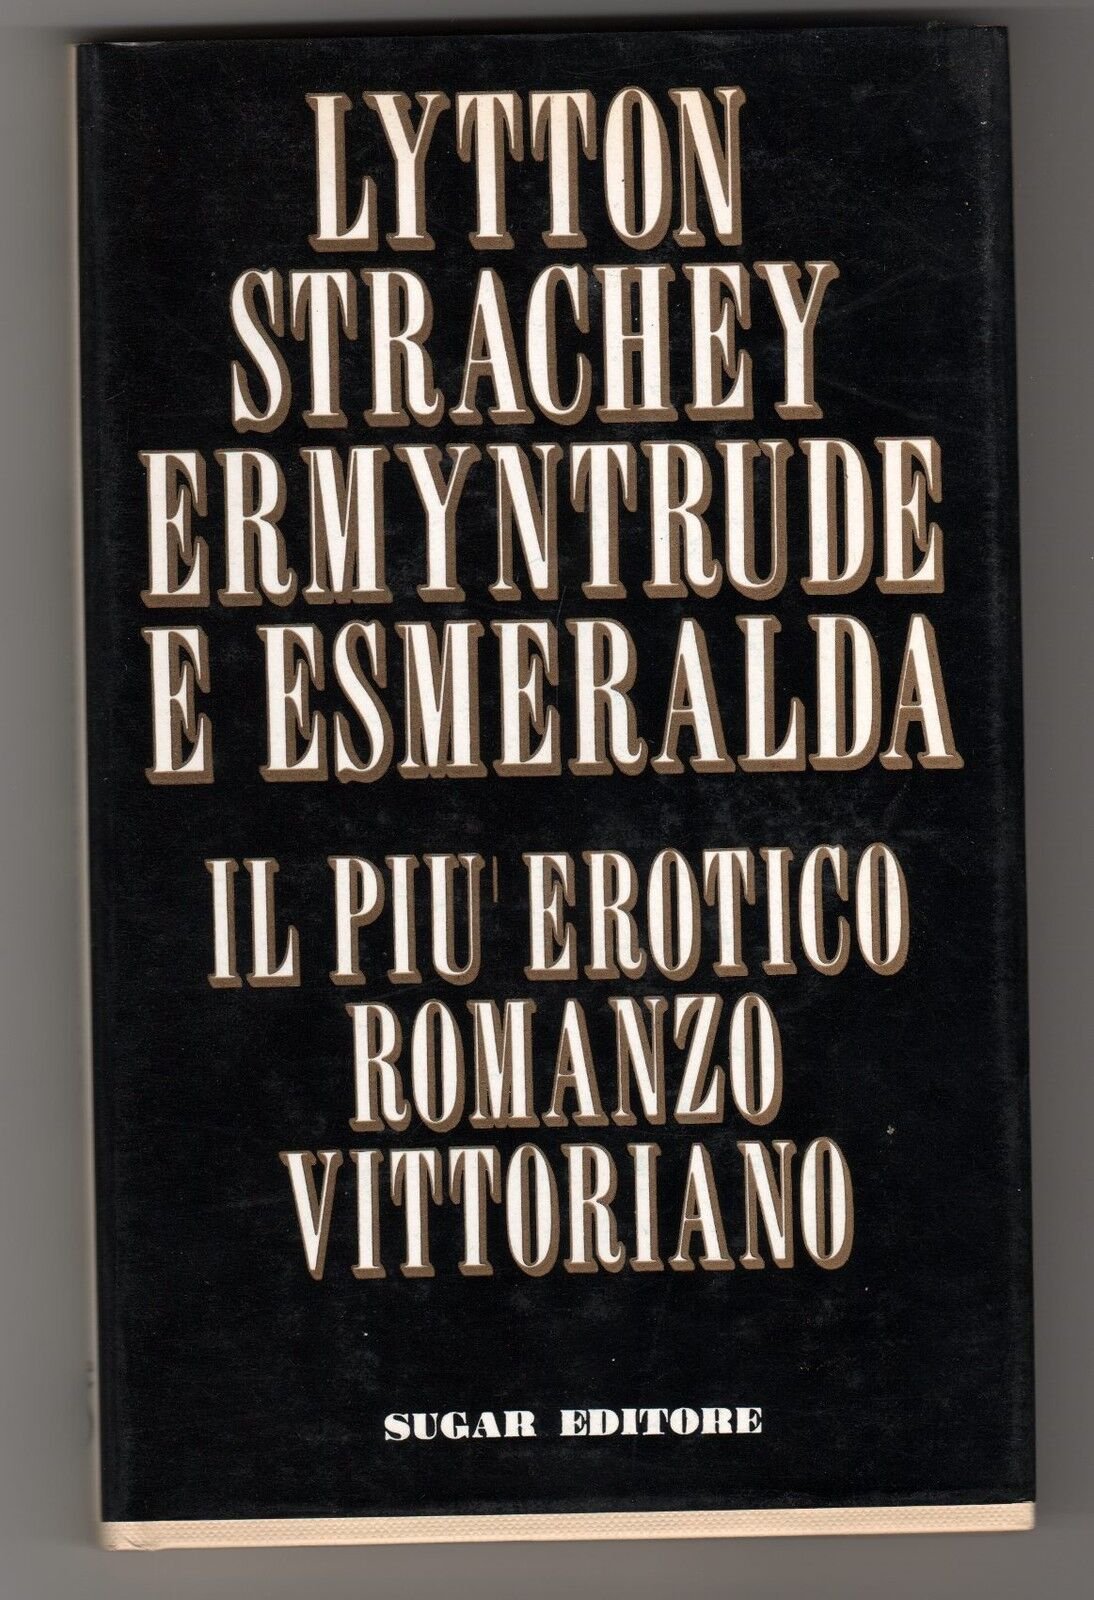 LYTTON
STRACHEY
ERMYNTRUDE
E ESMERALDA
IL PIU' EROTICO
ROMANZO
VITTORIANO
SUGAR EDITORE